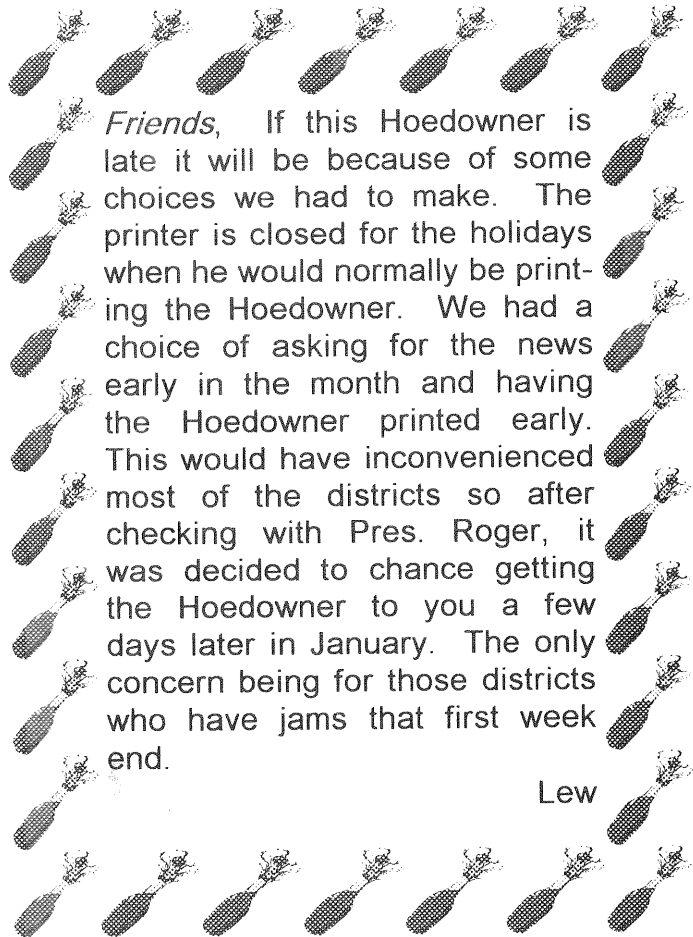 Friends, If this Hoedowner is
late it will be because of some
choices we had to make. The
printer is closed for the holidays
when he would normally be print-
ing the Hoedowner. We had a
choice of asking for the news
early in the month and having
the Hoedowner printed early.
This would have inconvenienced
most of the districts so after
checking with Pres. Roger, it
was decided to chance getting
the Hoedowner to you a few
days later in January. The only
concern being for those districts
who have jams that first week
end.
Lew